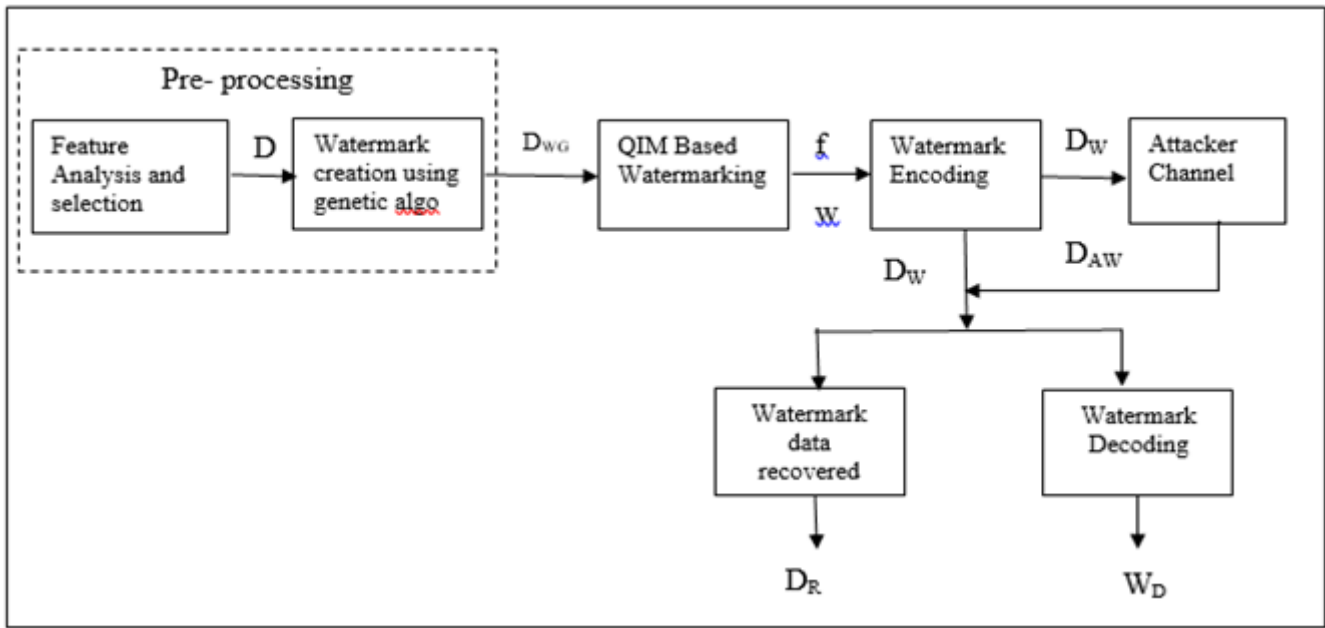 Pre- processing
Feature
Analysis and
selection
D
Watermark
creation using
genetic algo
DWG
QIM Based
Watermarking
f
w
Watermark
Encoding
DW
Attacker
Channel
DW
DAW
Watermark
data
recovered
Watermark
Decoding
DR
WD